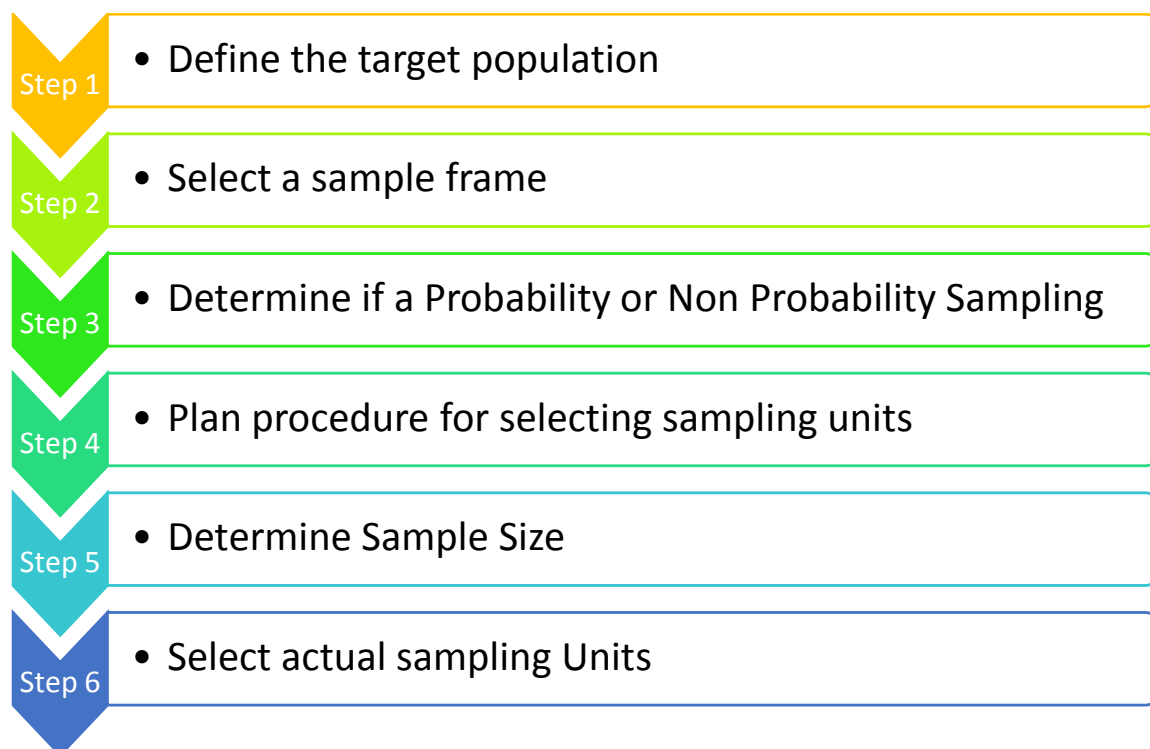 Step 1
• Define the target population
Step 2
• Select a sample frame
Step 3
• Determine if a Probability or Non Probability Sampling
Step 4
• Plan procedure for selecting sampling units
Step 5
• Determine Sample Size
Step 6
• Select actual sampling Units